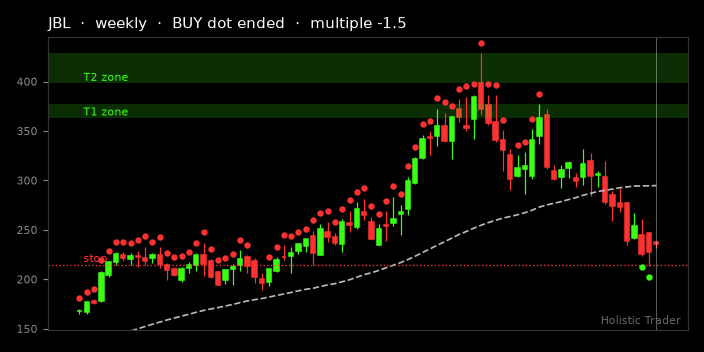 JBL · weekly · BUY dot ended · multiple -1.5
400
T2 zone
T1 zone
350
300
250
stop
200
150
Holistic Trader